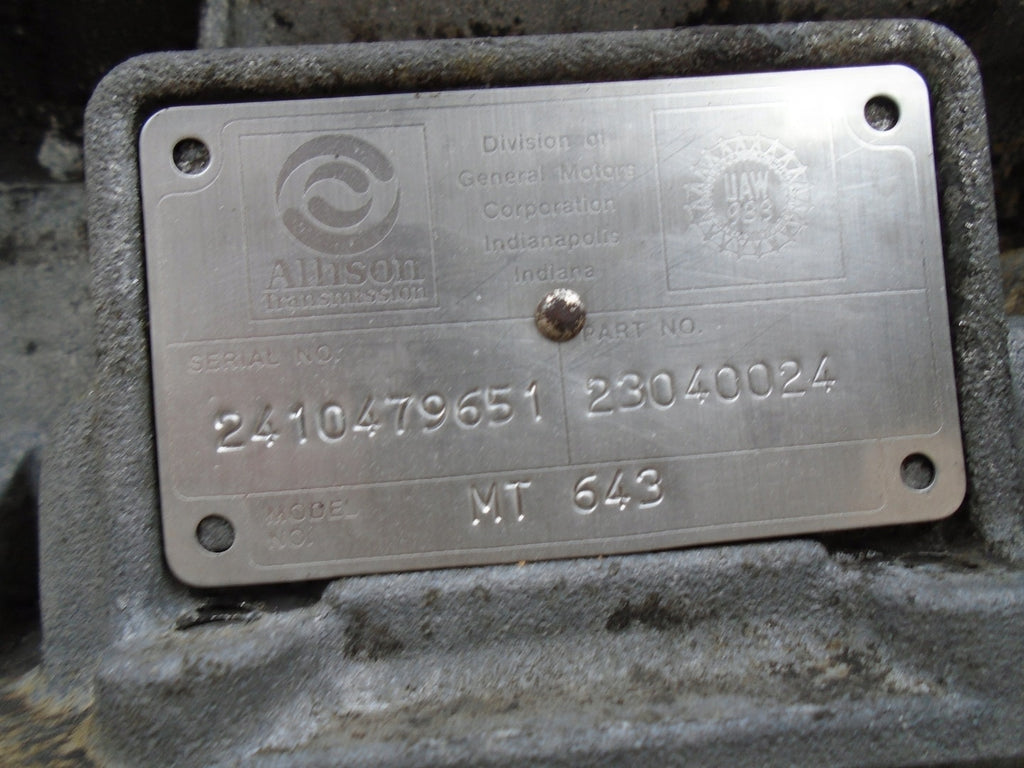 Allison
Transmission
Division of
General Motors
Corporation
Indianapolis
Indiana
UAW
933
SERIAL NO.
2410479651
PART NO.
23040024
MODEL
NO.
MT 643